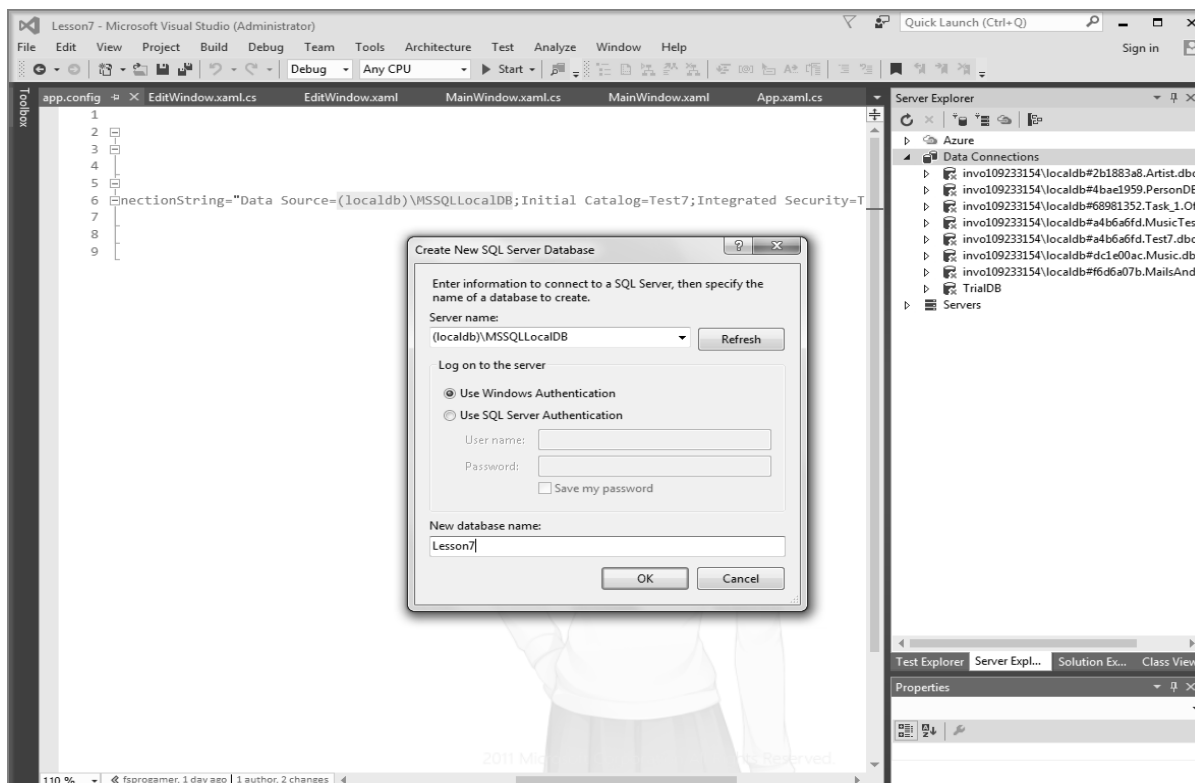 Lesson7 - Microsoft Visual Studio (Administrator)
Quick Launch (Ctrl+Q)
File Edit View Project Build Debug Team Tools Architecture Test Analyze Window Help
Sign in
Debug Any CPU Start
Toolbox
app.config EditWindow.xaml.cs EditWindow.xaml MainWindow.xaml.cs MainWindow.xaml App.xaml.cs
1
2
3
4
5
6 nectionString="Data Source=(localdb)\MSSQLLocalDB;Initial Catalog=Test7;Integrated Security=T
7
8
9
Create New SQL Server Database
Enter information to connect to a SQL Server, then specify the
name of a database to create.
Server name:
(localdb)\MSSQLLocalDB
Refresh
Log on to the server
Use Windows Authentication
Use SQL Server Authentication
User name:
Password:
Save my password
New database name:
Lesson7
OK Cancel
2011 Mi
ts Reserved.
110 % fsprogamer, 1 day ago | 1 author, 2 changes
Server Explorer
Azure
Data Connections
invo109233154\localdb#2b1883a8.Artist.dbo
invo109233154\localdb#4bae1959.PersonDB
invo109233154\localdb#68981352.Task_1.Of
invo109233154\localdb#a4b6a6fd.MusicTes
invo109233154\localdb#a4b6a6fd.Test7.dbo
invo109233154\localdb#dc1e00ac.Music.db
invo109233154\localdb#f6d6a07b.MailsAnd
TrialDB
Servers
Test Explorer Server Expl... Solution Ex... Class View
Properties